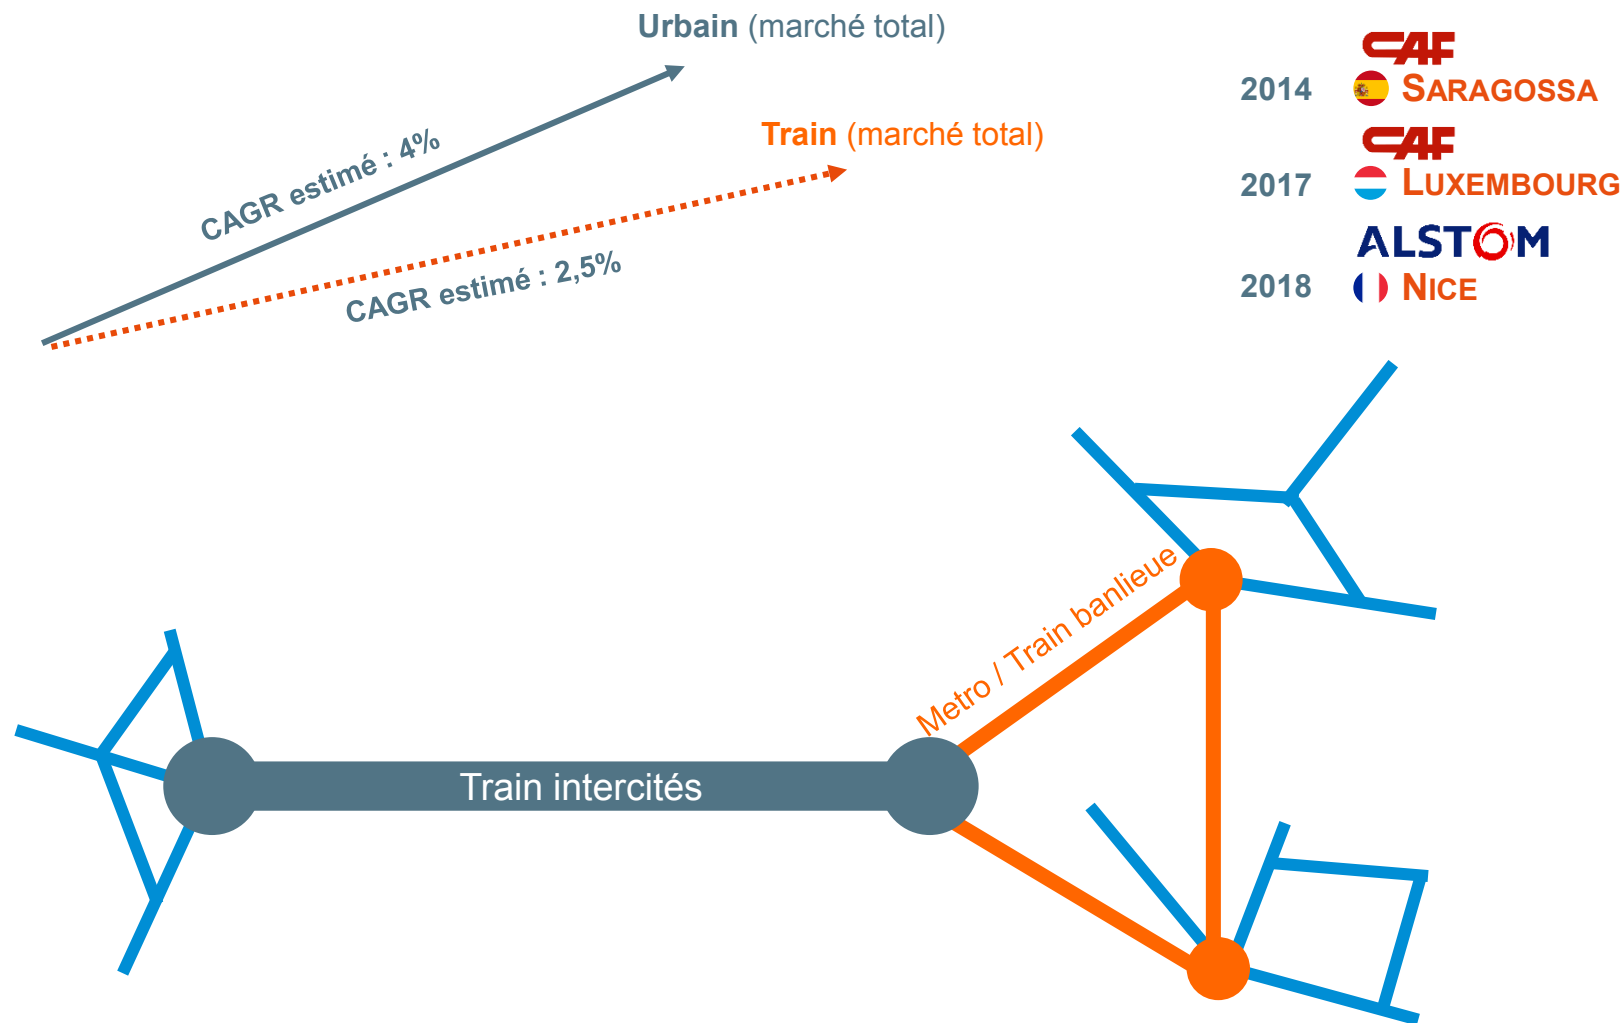 Urbain (marché total)
CAGR estimé : 4%
Train (marché total)
CAGR estimé : 2,5%
CAF
2014 SARAGOSSA
CAF
2017 LUXEMBOURG
ALSTOM
2018 NICE
Metro / Train banlieue
Train intercités